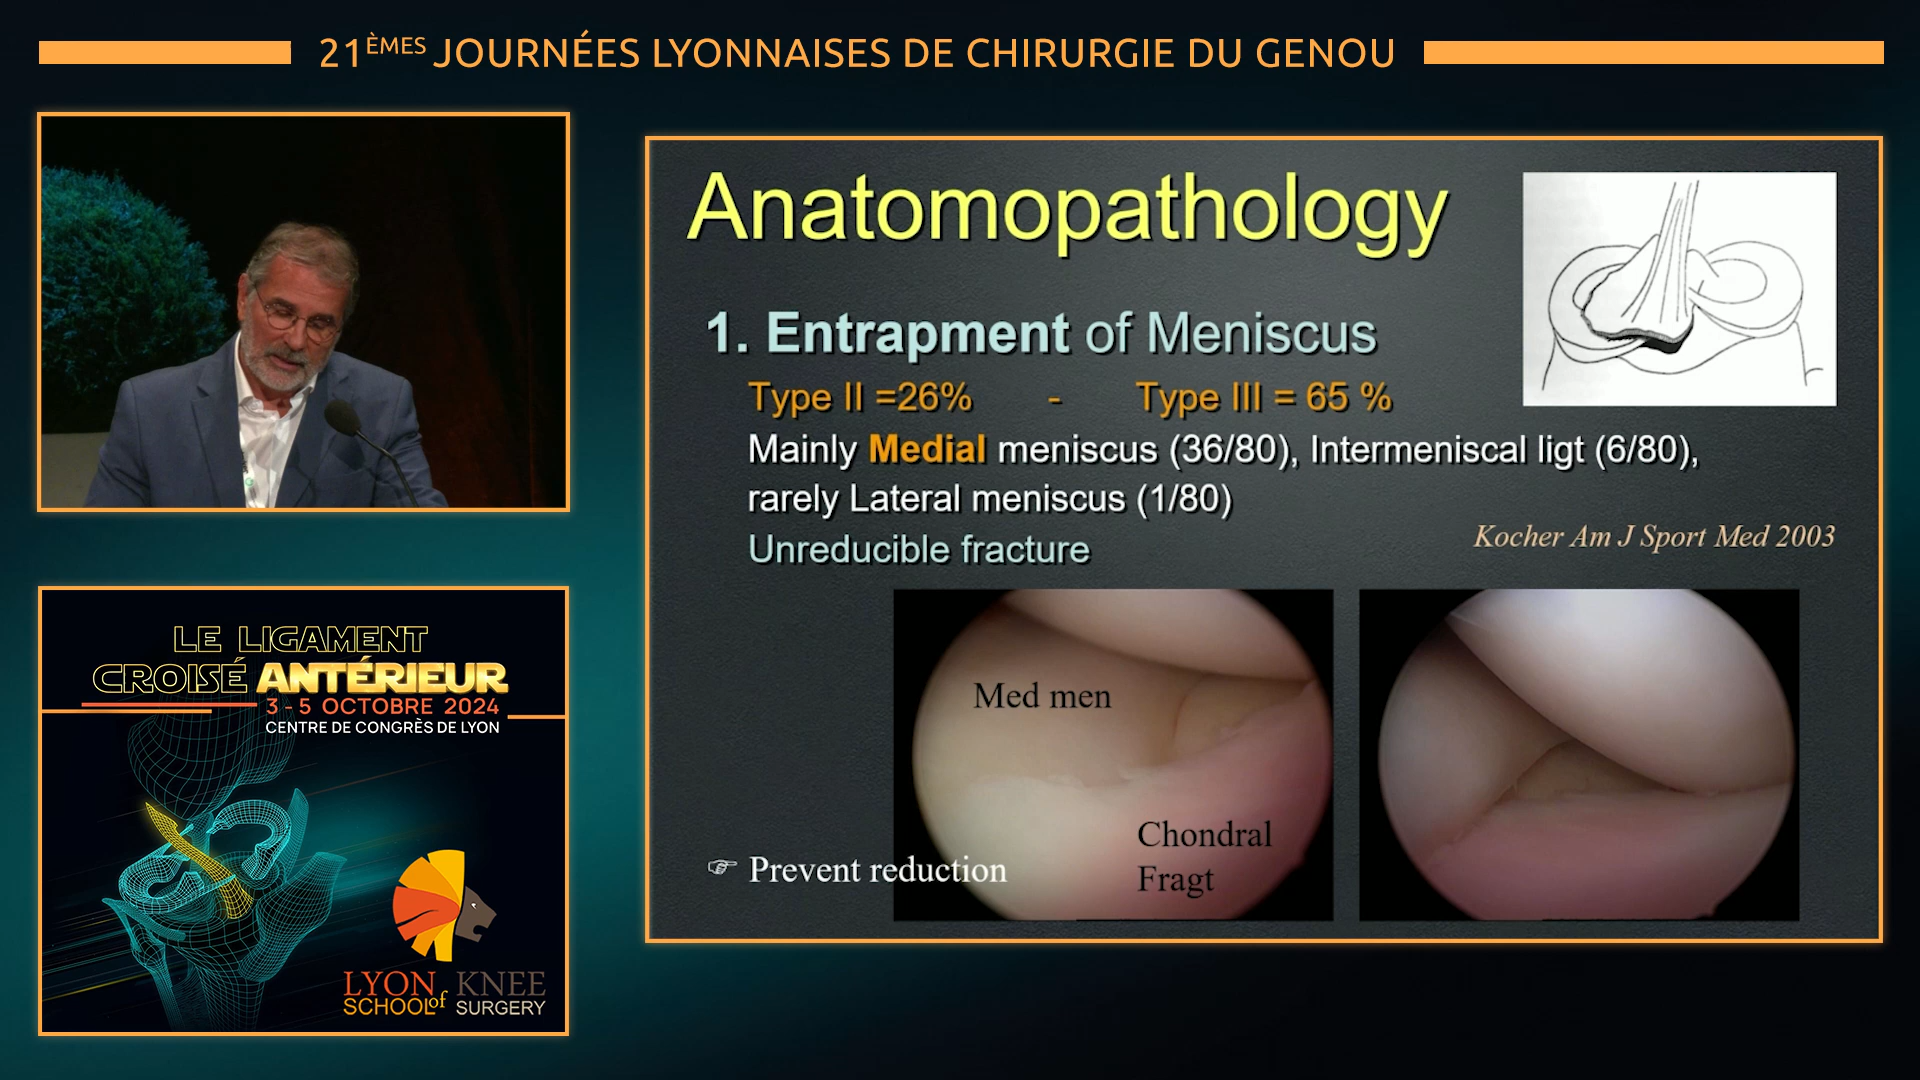 21ÈMES JOURNÉES LYONNAISES DE CHIRURGIE DU GENOU
LE LIGAMENT
CROISÉ ANTÉRIEUR
3 - 5 OCTOBRE 2024
CENTRE DE CONGRÈS DE LYON
LYON KNEE
SCHOOL of SURGERY
Anatomopathology
1. Entrapment of Meniscus
Type II =26% - Type III = 65 %
Mainly Medial meniscus (36/80), Intermeniscal ligt (6/80),
rarely Lateral meniscus (1/80)
Unreducible fracture
Kocher Am J Sport Med 2003
Med men
Chondral
Fragt
☞ Prevent reduction